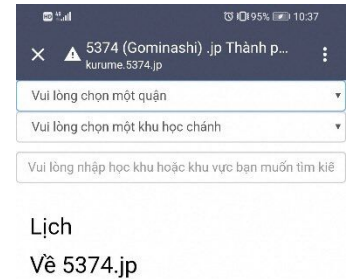 95% 10:37
5374 (Gominashi) .jp Thành p...
kurume.5374.jp
Vui lòng chọn một quận
Vui lòng chọn một khu học chánh
Vui lòng nhập học khu hoặc khu vực bạn muốn tìm kiế
Lịch
Về 5374.jp